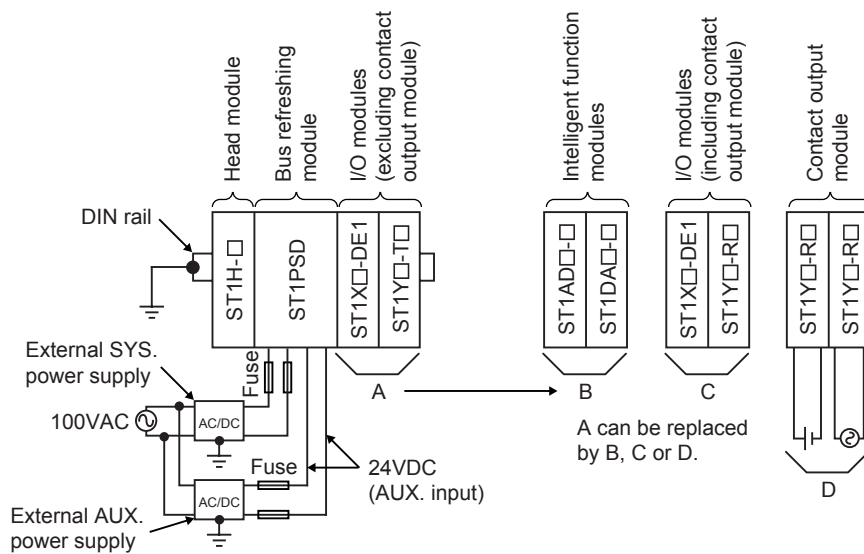 Head module
Bus refreshing
module
I/O modules
(excluding contact
output module)
Intelligent function
modules
I/O modules
(including contact
output module)
Contact output
module
DIN rail
ST1H-□
ST1PSD
ST1X□-DE1
ST1Y□-T□
ST1AD□-□
ST1DA□-□
ST1X□-DE1
ST1Y□-R□
ST1Y□-R□
ST1Y□-R□
External SYS.
power supply
Fuse
A
B
C
100VAC
AC/DC
A can be replaced
by B, C or D.
Fuse
24VDC
(AUX. input)
D
AC/DC
External AUX.
power supply